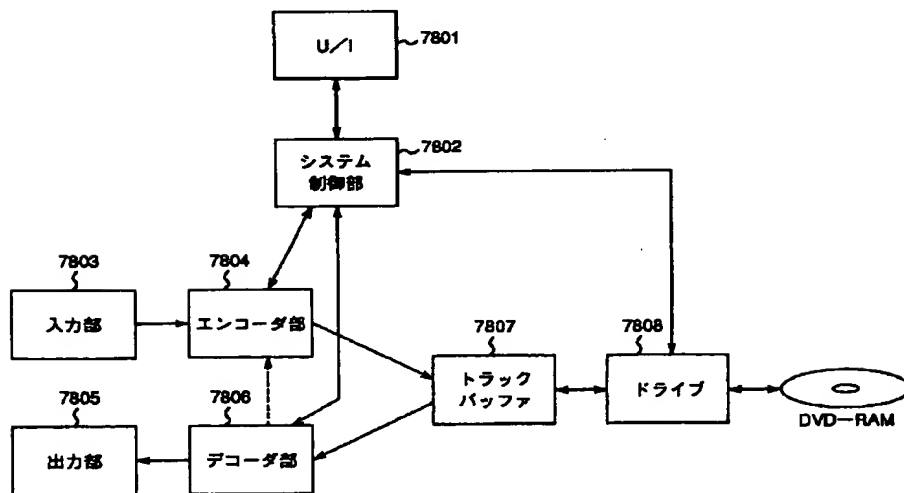 U/I
7801
システム
制御部
7802
7803
入力部
7804
エンコーダ部
7805
出力部
7806
デコーダ部
7807
トラック
バッファ
7808
ドライブ
DVD-RAM